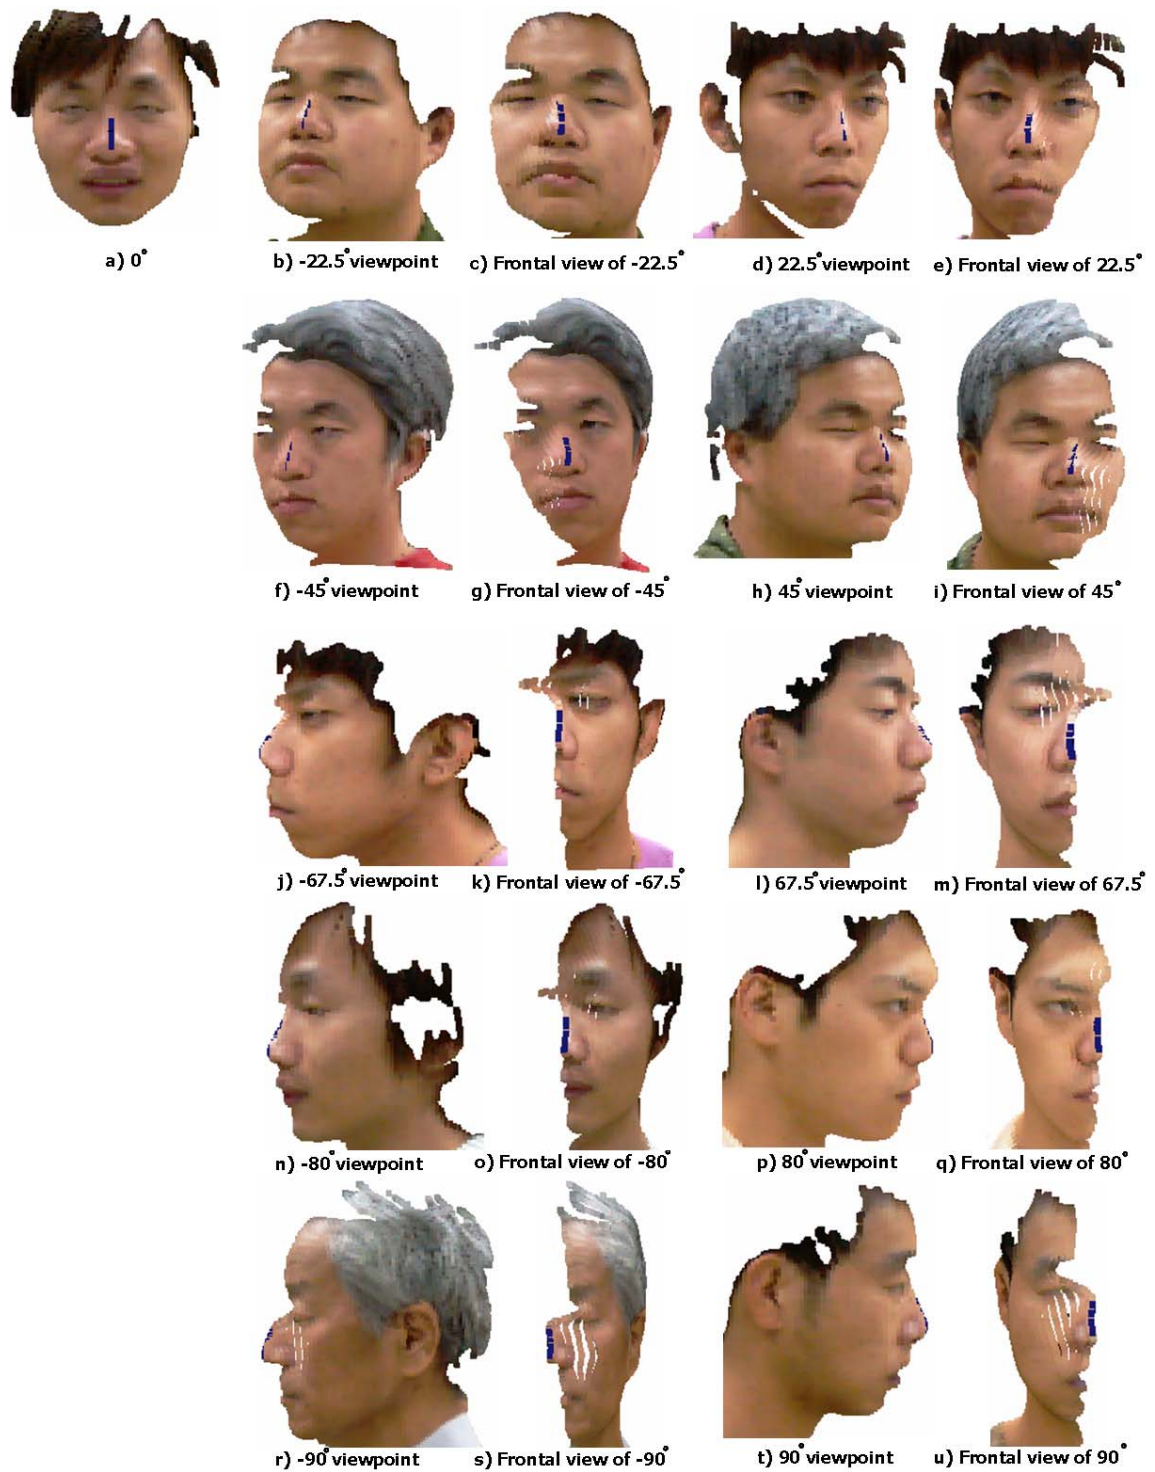 a) 0°
b) -22.5° viewpoint
c) Frontal view of -22.5°
d) 22.5° viewpoint
e) Frontal view of 22.5°
f) -45° viewpoint
g) Frontal view of -45°
h) 45° viewpoint
i) Frontal view of 45°
j) -67.5° viewpoint
k) Frontal view of -67.5°
l) 67.5° viewpoint
m) Frontal view of 67.5°
n) -80° viewpoint
o) Frontal view of -80°
p) 80° viewpoint
q) Frontal view of 80°
r) -90° viewpoint
s) Frontal view of -90°
t) 90° viewpoint
u) Frontal view of 90°